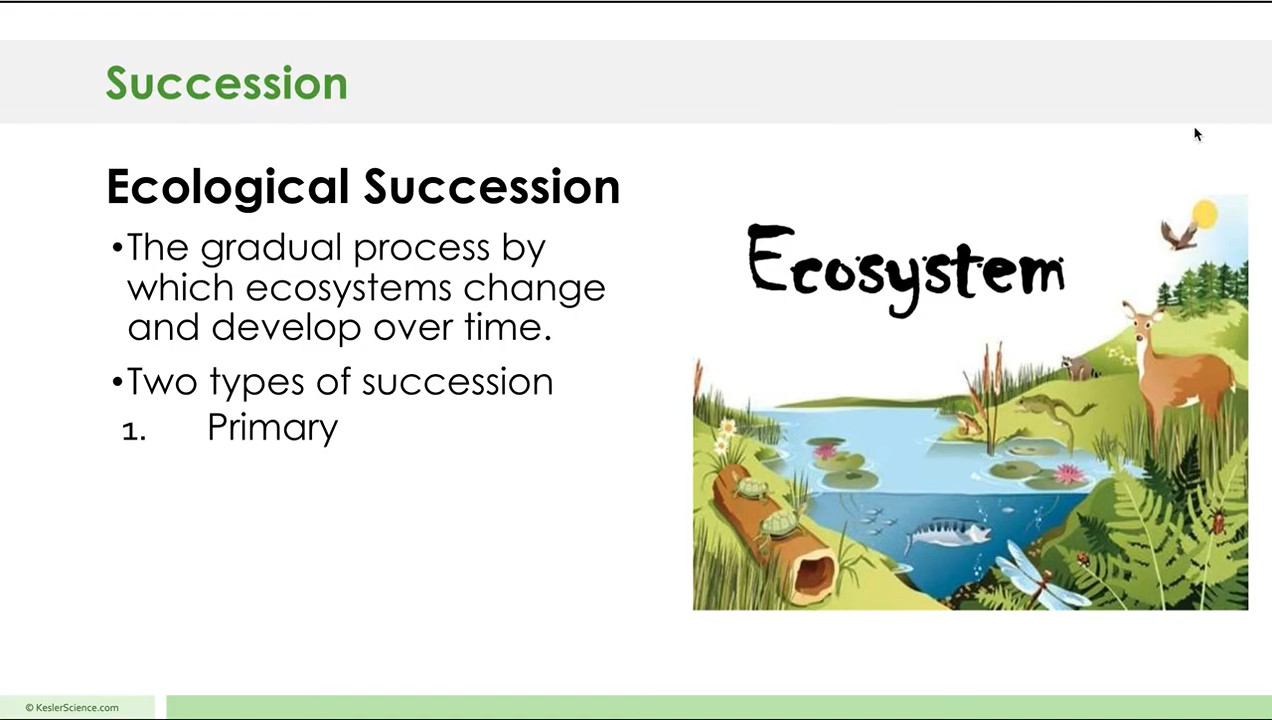 Succession
Ecological Succession
•The gradual process by
which ecosystems change
and develop over time.
•Two types of succession
1. Primary
Ecosystem
© KeslerScience.com